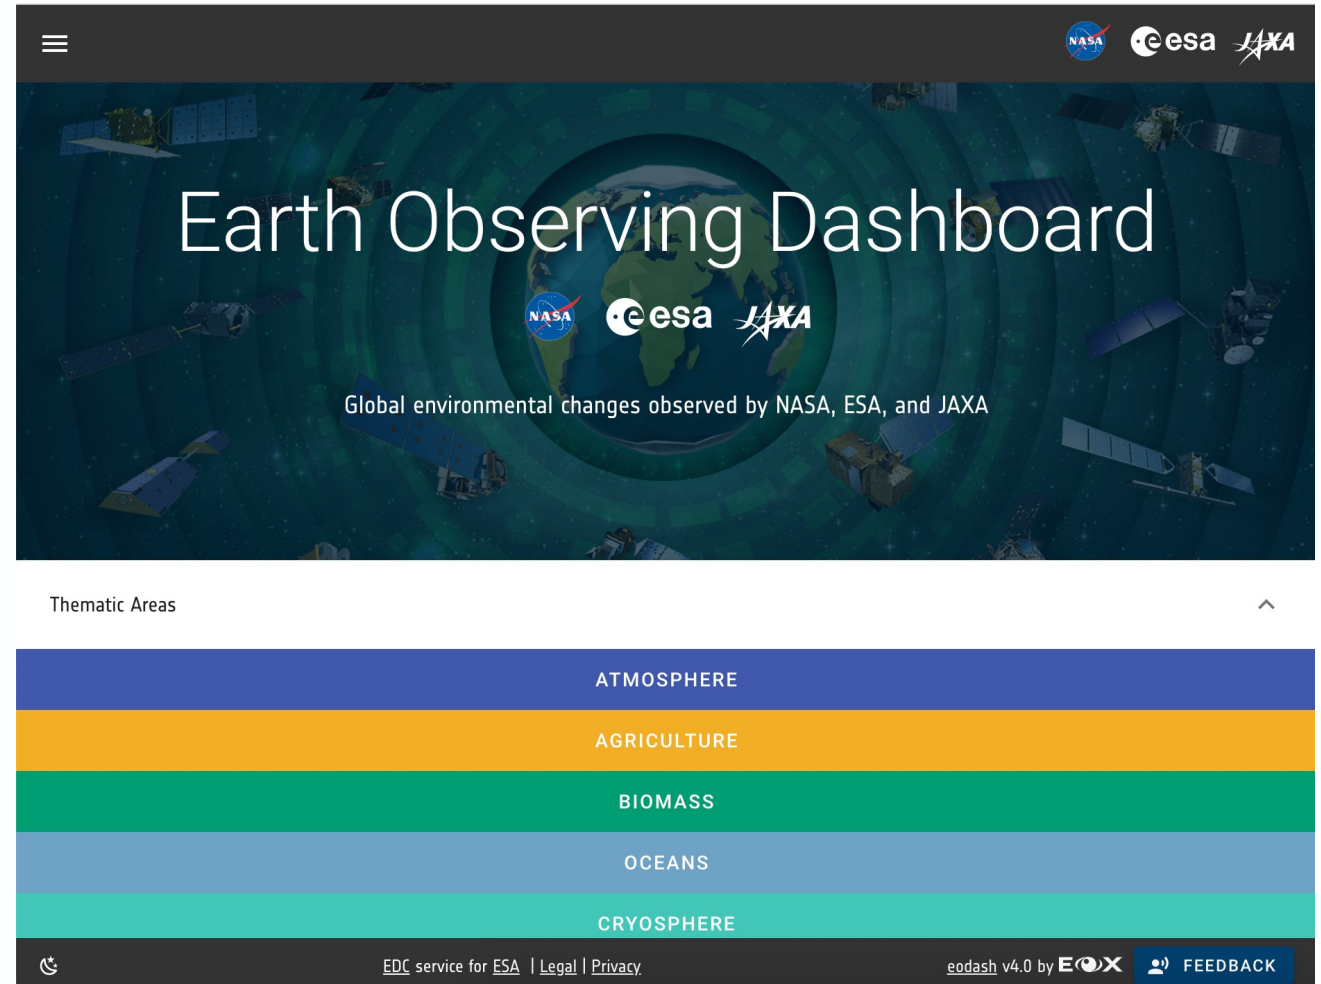 NASA esa JAXA
Earth Observing Dashboard
NASA esa JAXA
Global environmental changes observed by NASA, ESA, and JAXA
Thematic Areas
ATMOSPHERE
AGRICULTURE
BIOMASS
OCEANS
CRYOSPHERE
EDC service for ESA | Legal | Privacy
eodash v4.0 by EOX FEEDBACK